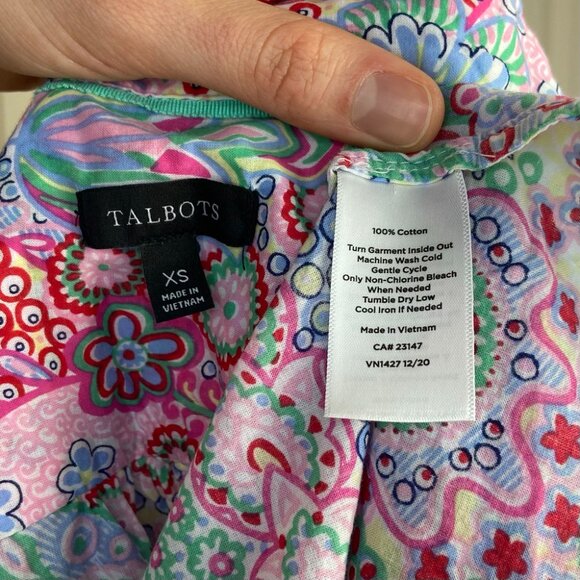 TALBOTS
XS
MADE IN
VIETNAM
100% Cotton
Turn Garment Inside Out
Machine Wash Cold
Gentle Cycle
Only Non-Chlorine Bleach
When Needed
Tumble Dry Low
Cool Iron If Needed
Made In Vietnam
CA# 23147
VN1427 12/20